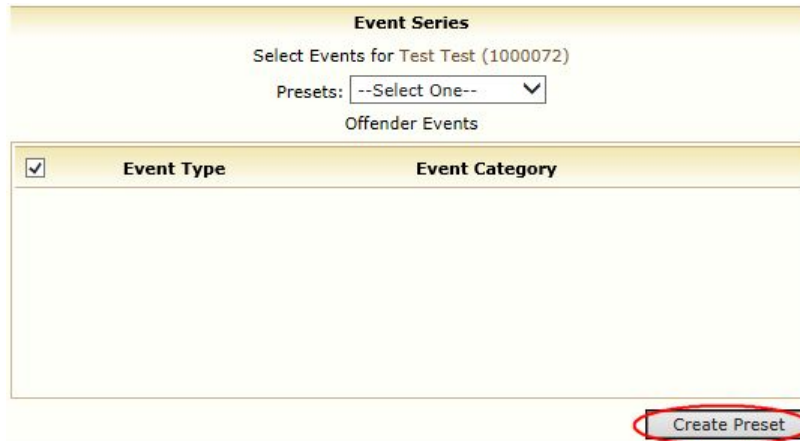 Event Series
Select Events for Test Test (1000072)
Presets: --Select One--
Offender Events
Event Type Event Category
Create Preset